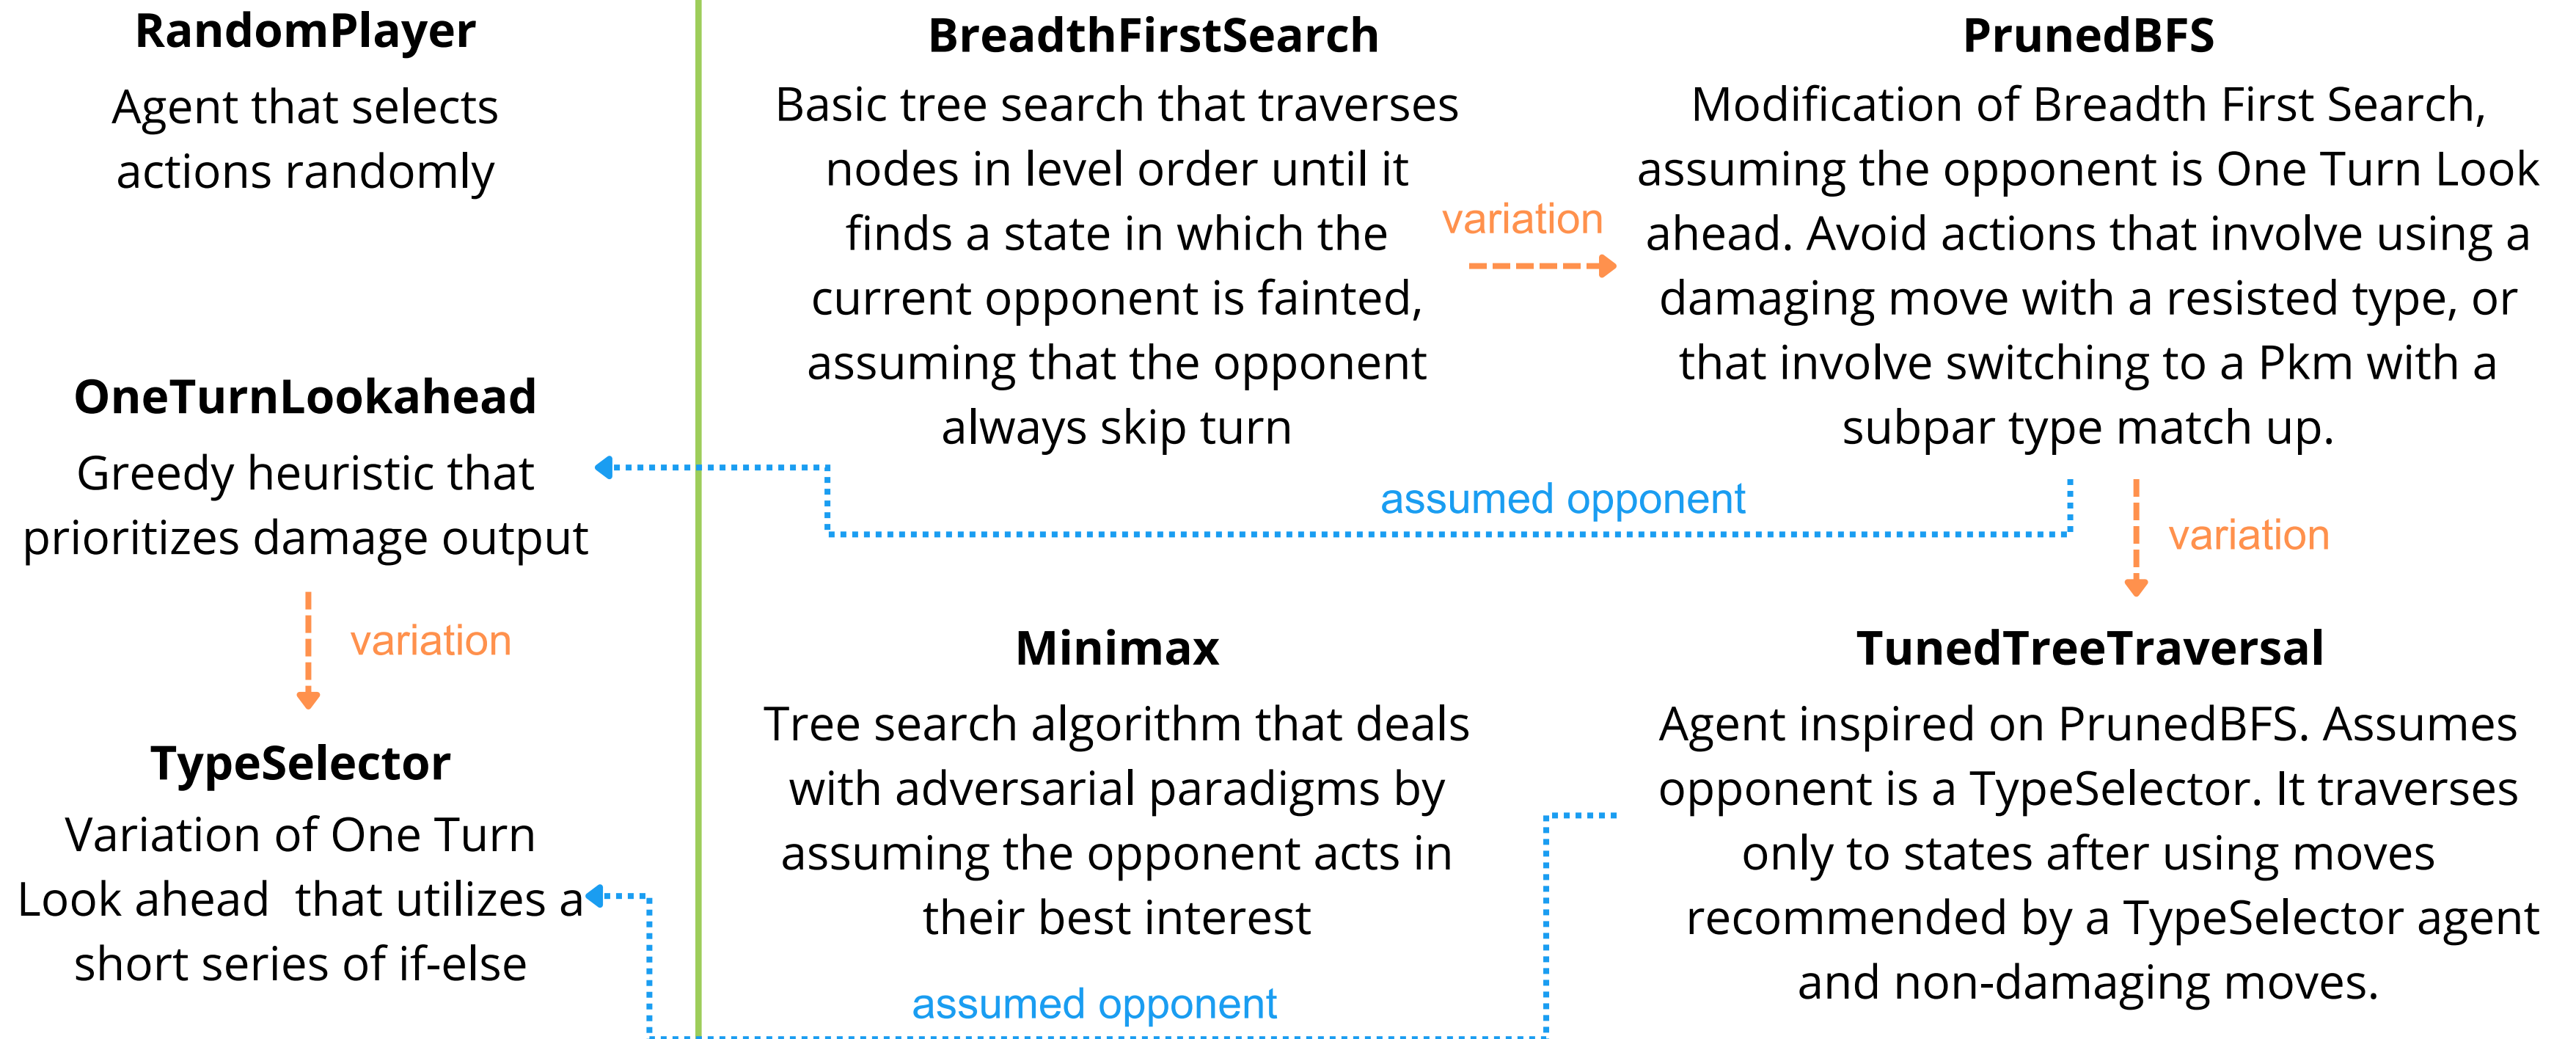 RandomPlayer
Agent that selects
actions randomly
OneTurnLookahead
Greedy heuristic that
prioritizes damage output
variation
TypeSelector
Variation of One Turn
Look ahead  that utilizes a
short series of if-else
BreadthFirstSearch
Basic tree search that traverses
nodes in level order until it
finds a state in which the
current opponent is fainted,
assuming that the opponent
always skip turn
variation
PrunedBFS
Modification of Breadth First Search,
assuming the opponent is One Turn Look
ahead. Avoid actions that involve using a
damaging move with a resisted type, or
that involve switching to a Pkm with a
subpar type match up.
assumed opponent
variation
Minimax
Tree search algorithm that deals
with adversarial paradigms by
assuming the opponent acts in
their best interest
assumed opponent
TunedTreeTraversal
Agent inspired on PrunedBFS. Assumes
opponent is a TypeSelector. It traverses
only to states after using moves
recommended by a TypeSelector agent
and non-damaging moves.